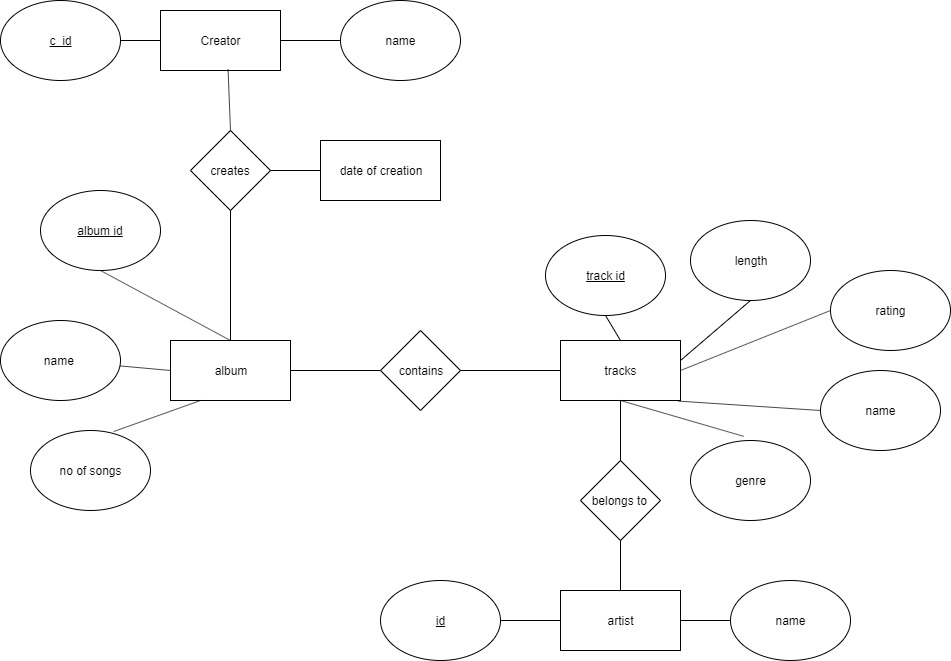 c_id
Creator
name
creates
date of creation
album id
track id
length
rating
name
album
contains
tracks
name
no of songs
genre
belongs to
id
artist
name